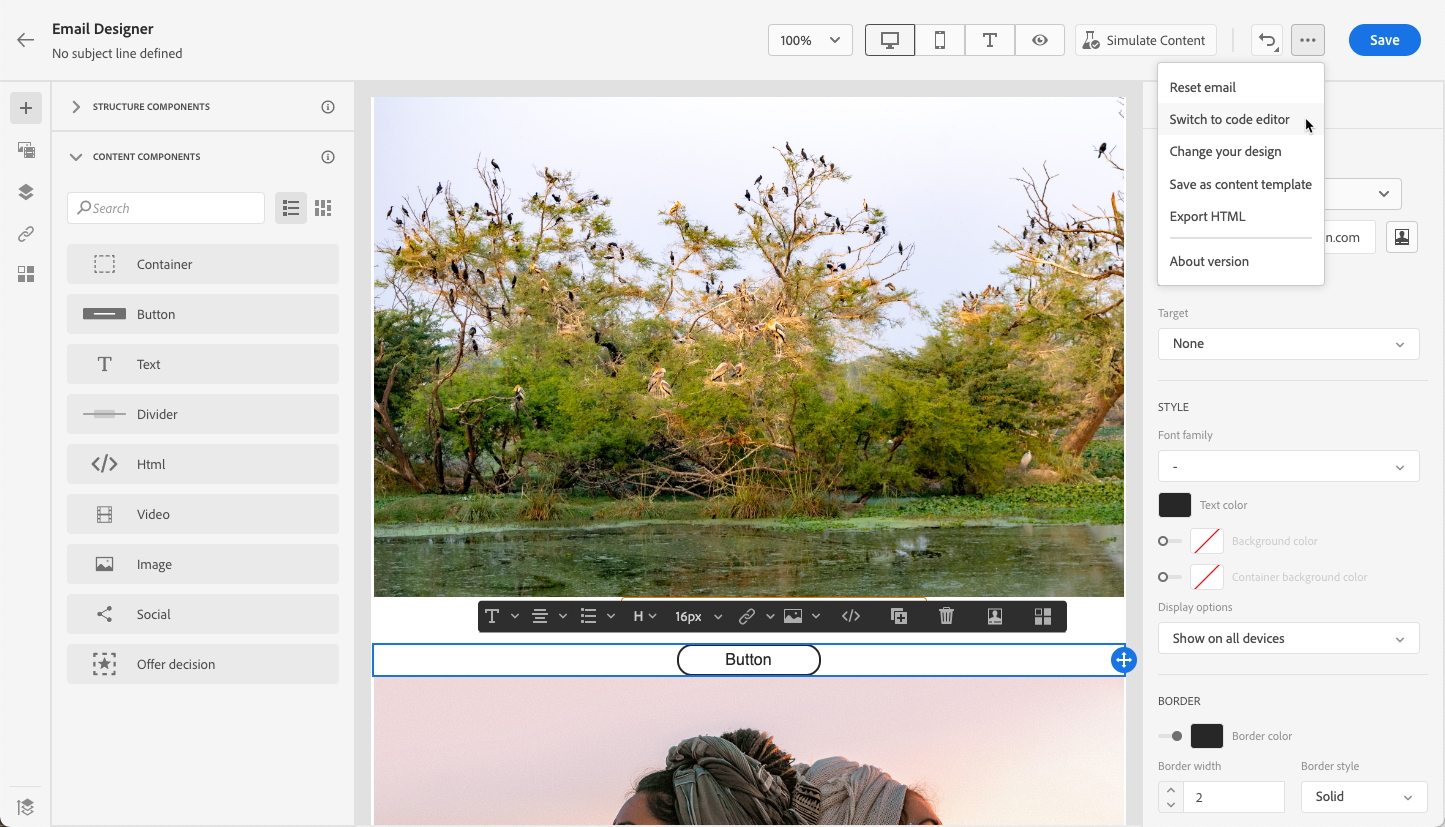 Email Designer
No subject line defined
100%
Simulate Content
Save
Reset email
Switch to code editor
Change your design
Save as content template
Export HTML
About version
STRUCTURE COMPONENTS
CONTENT COMPONENTS
Search
Container
Button
Text
Divider
Html
Video
Image
Social
Offer decision
H
16px
Button
n.com
Target
None
STYLE
Font family
-
Text color
Background color
Container background color
Display options
Show on all devices
BORDER
Border color
Border width
Border style
2
Solid